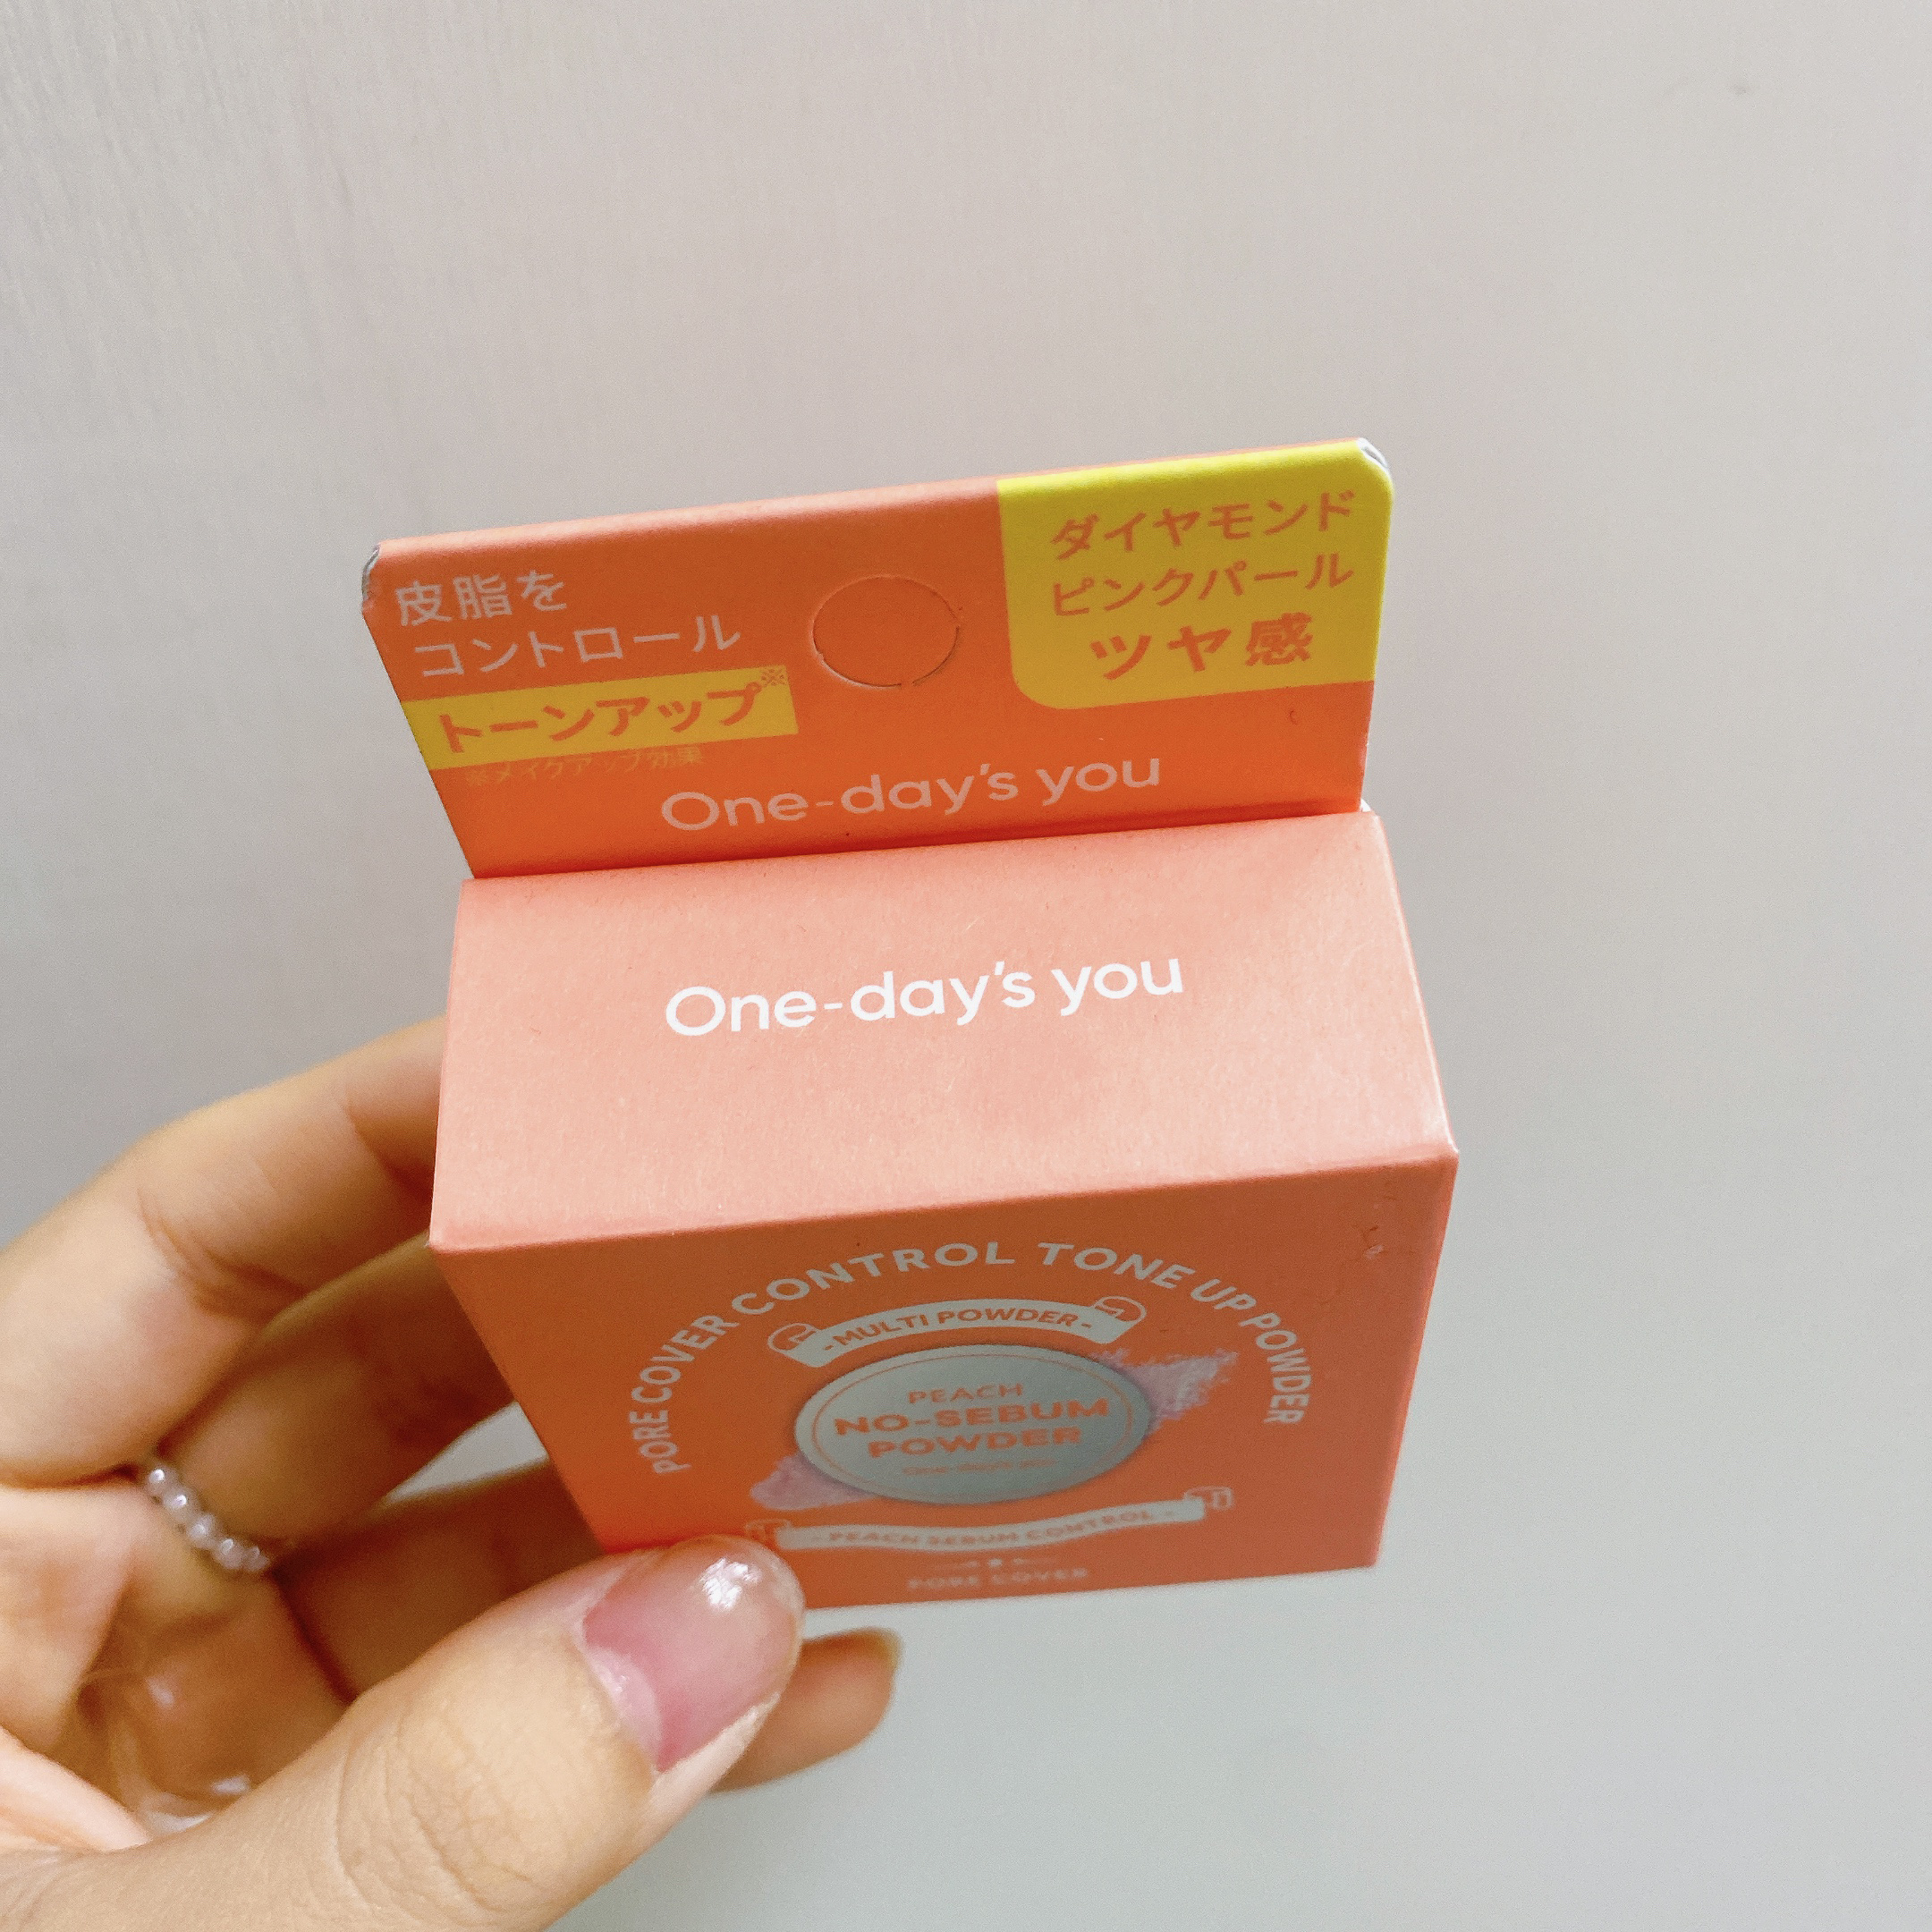 皮脂を
コントロール
トーンアップ※
※メイクアップ効果
ダイヤモンド
ピンクパール
ツヤ感
One-day's you
One-day's you
PORE COVER CONTROL TONE UP POWDER
-MULTI POWDER-
PEACH
NO-SEBUM
POWDER
One-day's you
- PEACH SEBUM CONTROL -
PORE COVER